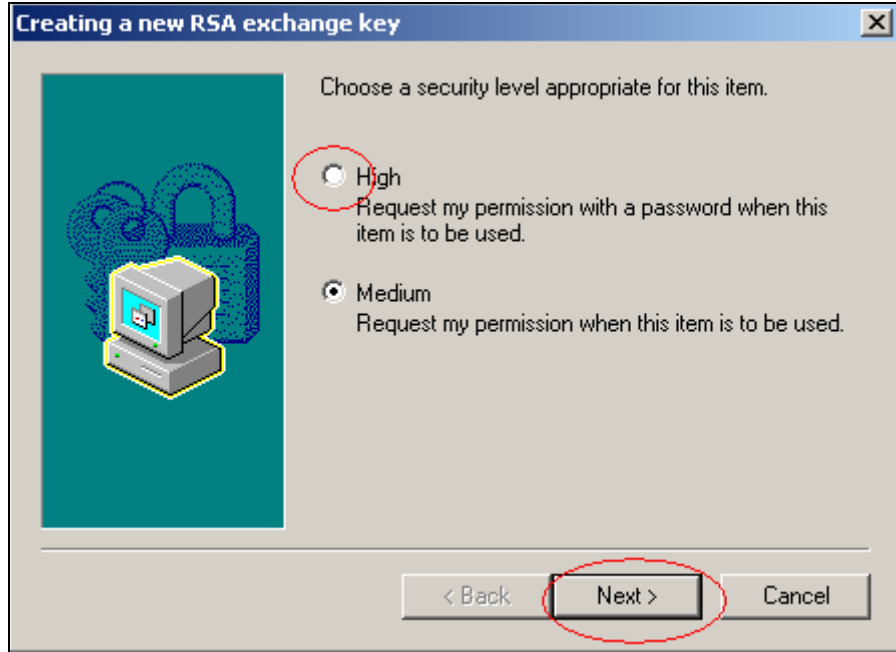 Creating a new RSA exchange key
Choose a security level appropriate for this item.
High
Request my permission with a password when this
item is to be used.
Medium
Request my permission when this item is to be used.
< Back
Next >
Cancel